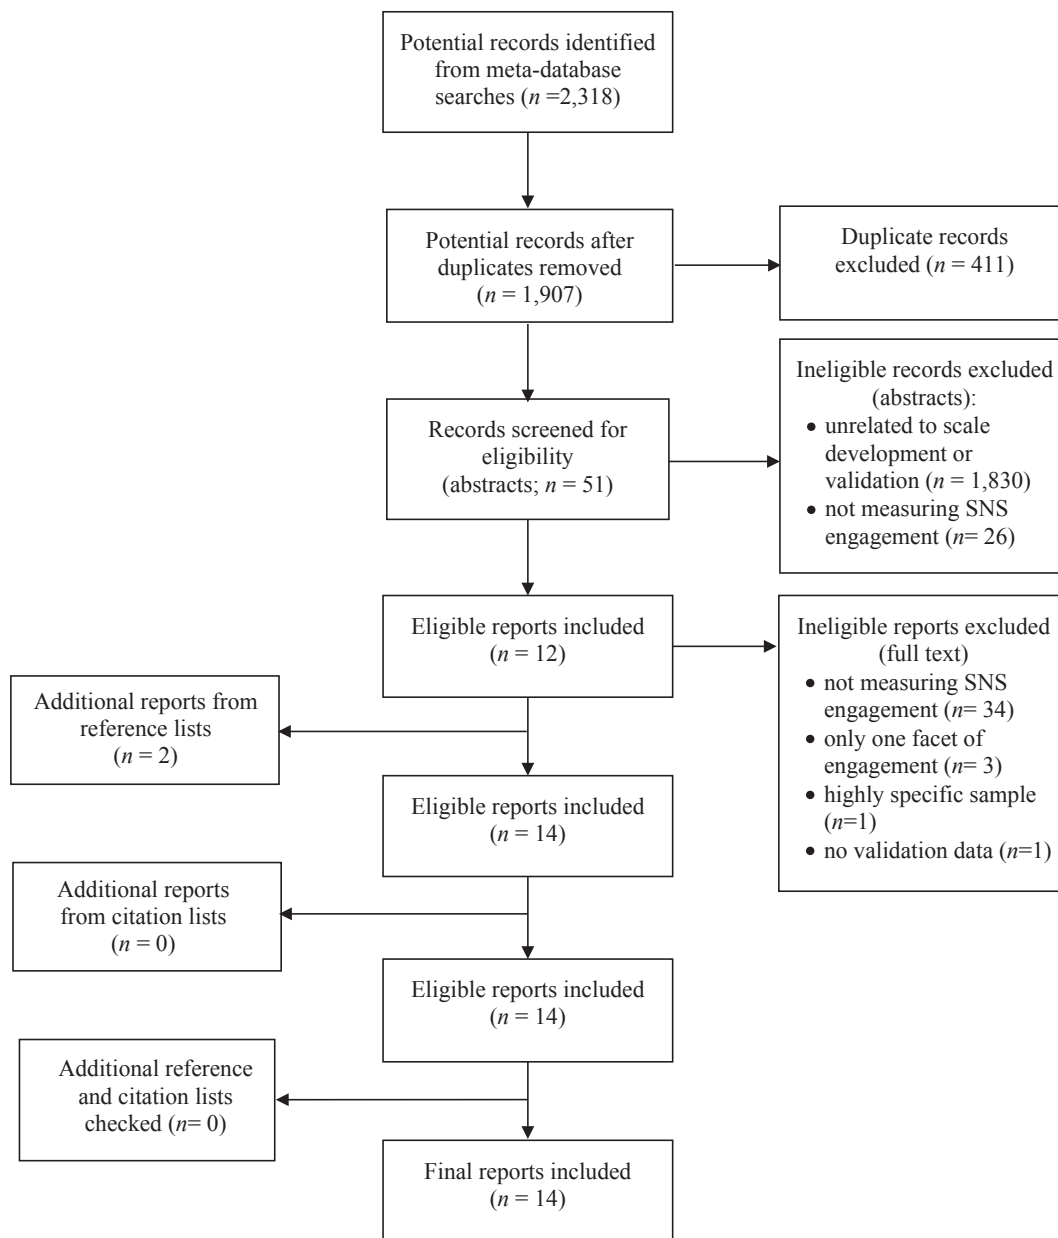 Potential records identified
from meta-database
searches (n =2,318)
Potential records after
duplicates removed
(n = 1,907)
Duplicate records
excluded (n = 411)
Records screened for
eligibility
(abstracts; n = 51)
Ineligible records excluded
(abstracts):
• unrelated to scale
development or
validation (n = 1,830)
• not measuring SNS
engagement (n= 26)
Eligible reports included
(n = 12)
Ineligible reports excluded
(full text)
• not measuring SNS
engagement (n= 34)
• only one facet of
engagement (n= 3)
• highly specific sample
(n=1)
• no validation data (n=1)
Additional reports from
reference lists
(n = 2)
Eligible reports included
(n = 14)
Additional reports
from citation lists
(n = 0)
Eligible reports included
(n = 14)
Additional reference
and citation lists
checked (n= 0)
Final reports included
(n = 14)